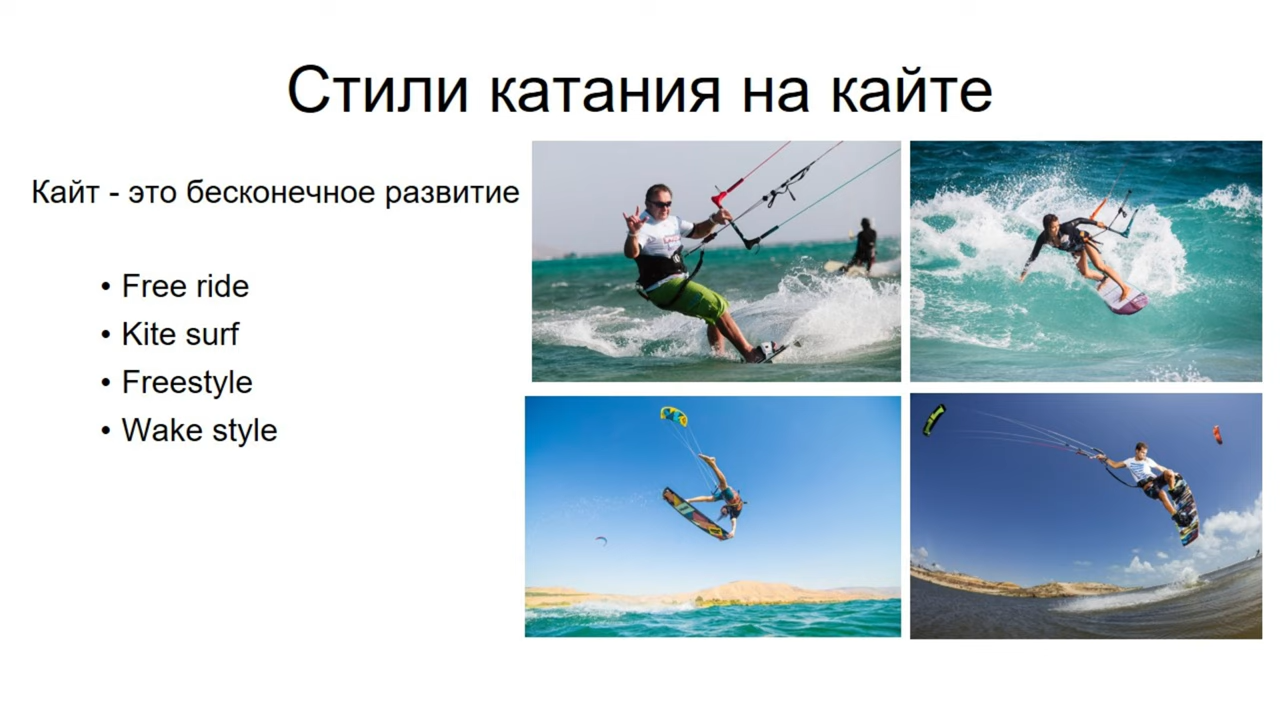 Стили катания на кайте
Кайт - это бесконечное развитие
• Free ride
• Kite surf
• Freestyle
• Wake style